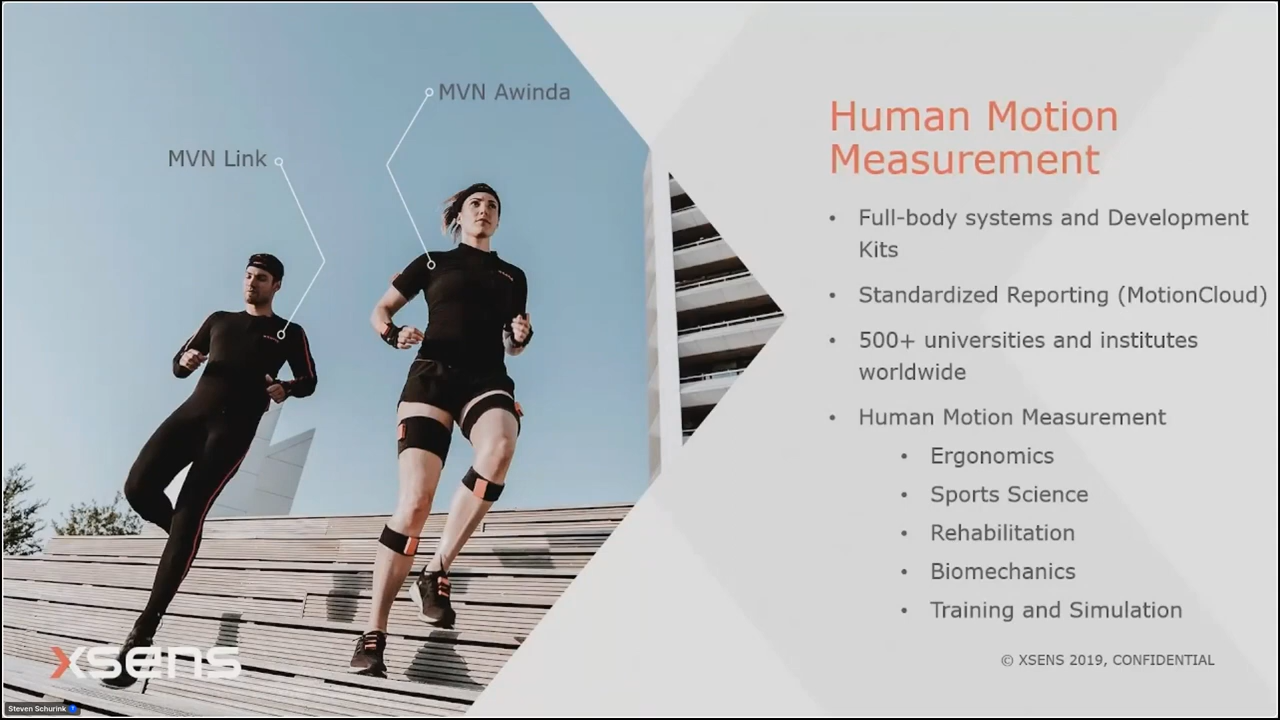 MVN Awinda
MVN Link
Human Motion
Measurement
• Full-body systems and Development
Kits
• Standardized Reporting (MotionCloud)
• 500+ universities and institutes
worldwide
• Human Motion Measurement
• Ergonomics
• Sports Science
• Rehabilitation
• Biomechanics
• Training and Simulation
© XSENS 2019, CONFIDENTIAL
xsens
Steven Schurink